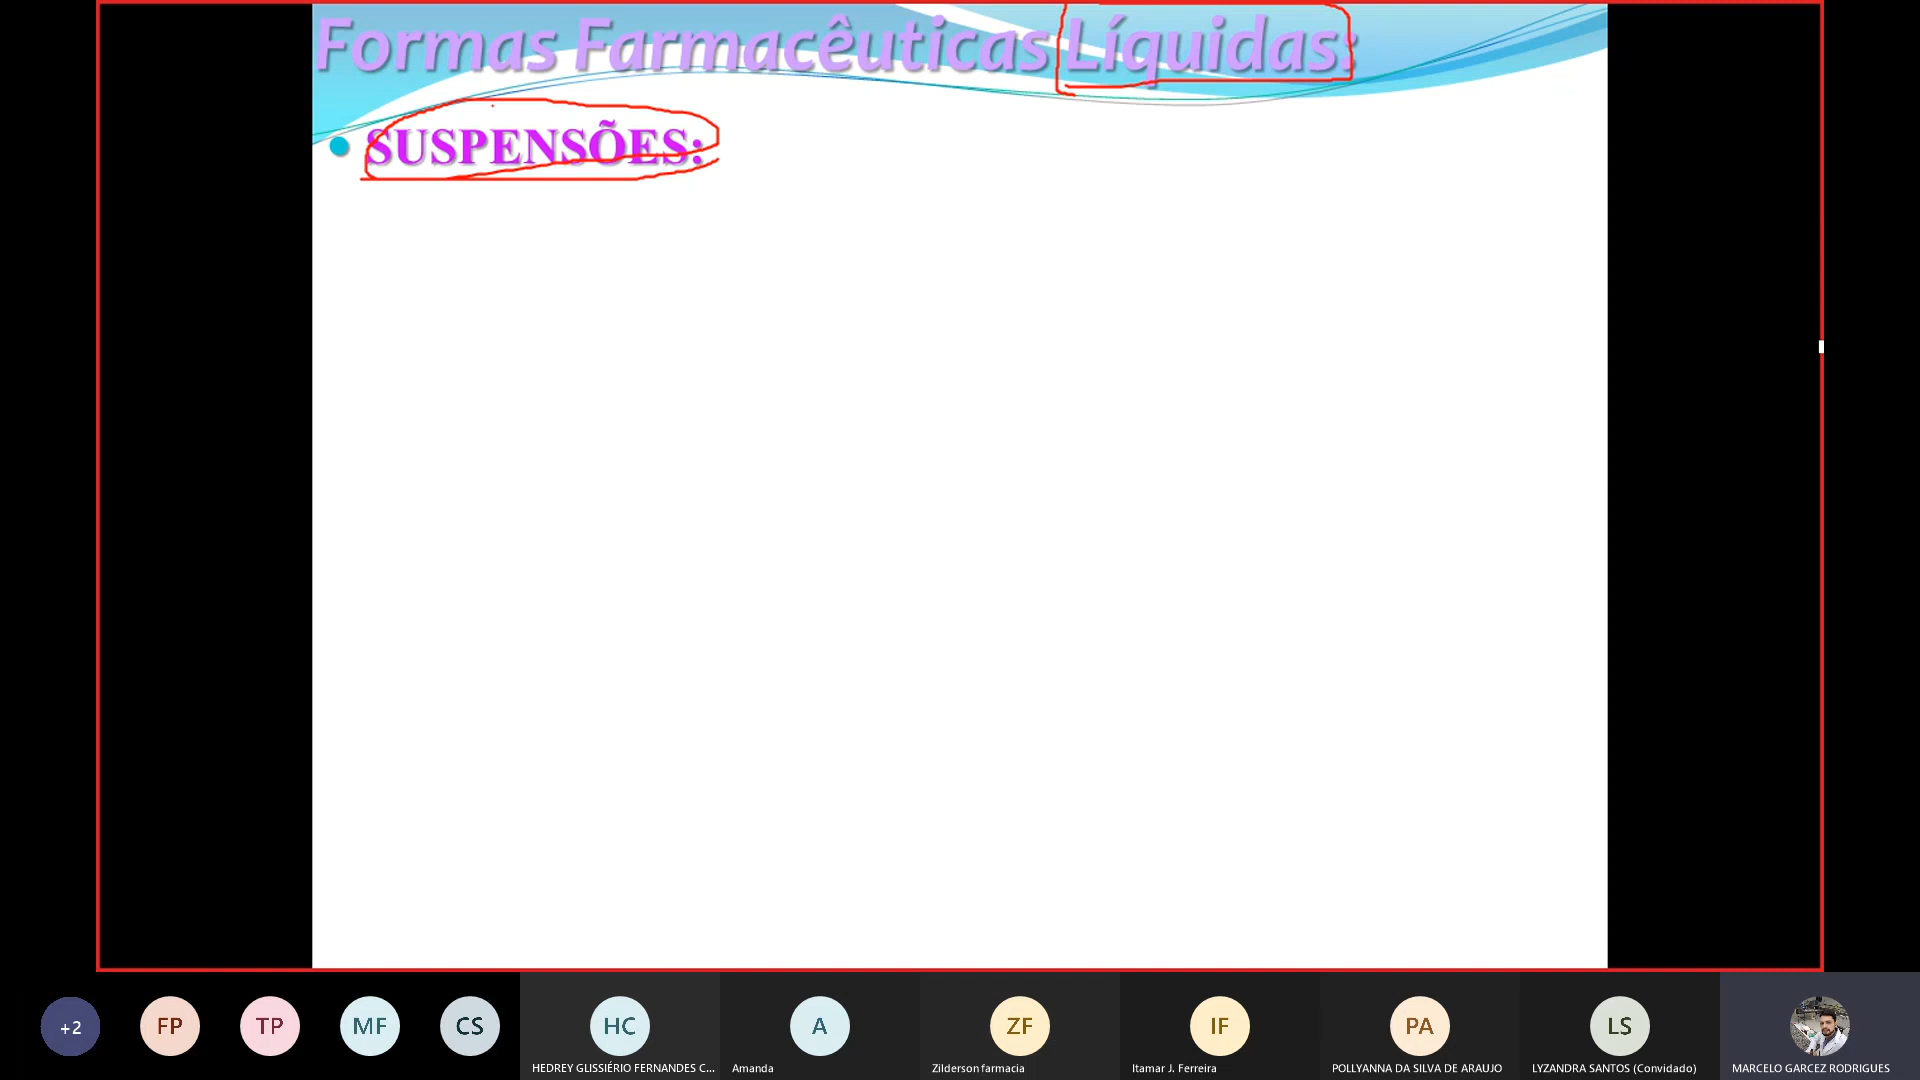 Formas Farmacêuticas Líquidas:
• SUSPENSÕES:
+2
FP
TP
MF
CS
HC
A
ZF
IF
PA
LS
HEDREY GLISSIÉRIO FERNANDES C...
Amanda
Zilderson farmacia
Itamar J. Ferreira
POLLYANNA DA SILVA DE ARAUJO
LYZANDRA SANTOS (Convidado)
MARCELO GARCEZ RODRIGUES